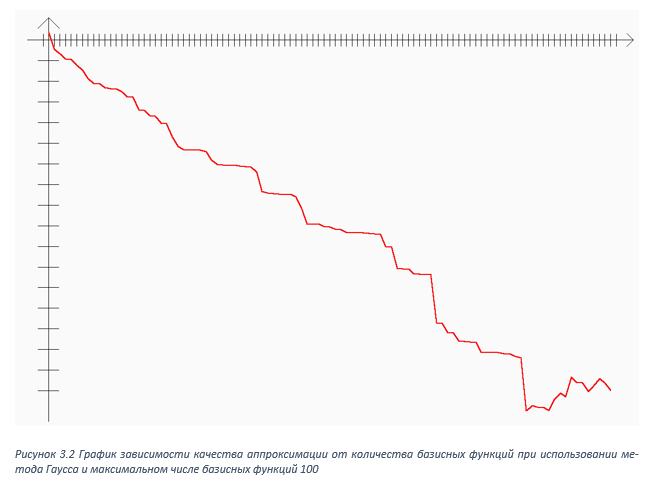 Рисунок 3.2 График зависимости качества аппроксимации от количества базисных функций при использовании ме-
тода Гаусса и максимальном числе базисных функций 100